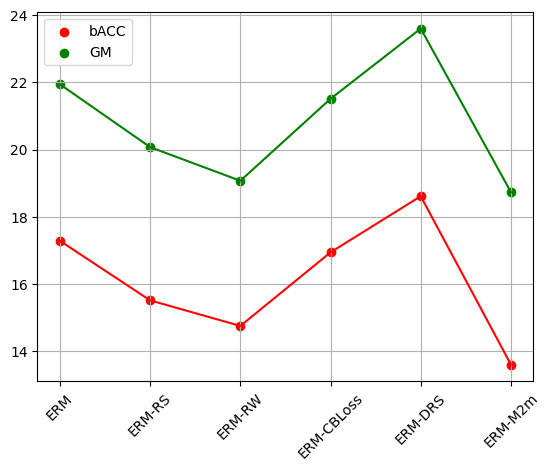 bACC
GM
24
22
20
18
16
14
ERM
ERM-RS
ERM-RW
ERM-CBLoss
ERM-DRS
ERM-M2m